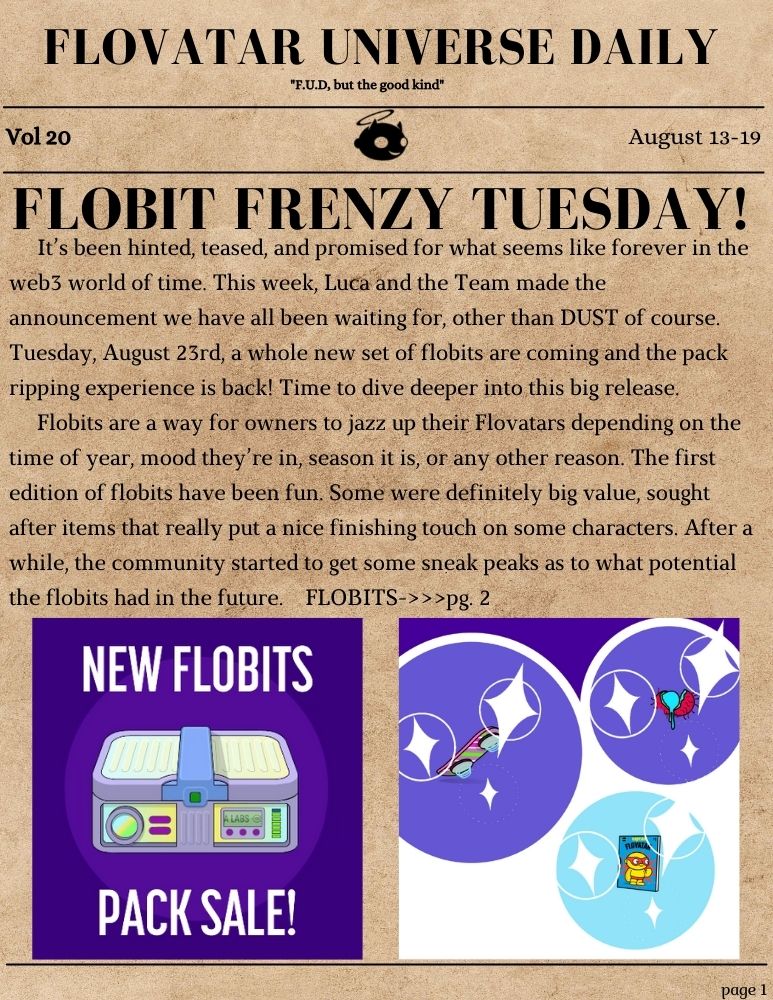 FLOVATAR UNIVERSE DAILY
"F.U.D, but the good kind"
Vol 20
August 13-19
FLOBIT FRENZY TUESDAY!
It's been hinted, teased, and promised for what seems like forever in the
web3 world of time. This week, Luca and the Team made the
announcement we have all been waiting for, other than DUST of course.
Tuesday, August 23rd, a whole new set of flobits are coming and the pack
ripping experience is back! Time to dive deeper into this big release.
Flobits are a way for owners to jazz up their Flovatars depending on the
time of year, mood they're in, season it is, or any other reason. The first
edition of flobits have been fun. Some were definitely big value, sought
after items that really put a nice finishing touch on some characters. After a
while, the community started to get some sneak peaks as to what potential
the flobits had in the future. FLOBITS->>>pg. 2
NEW FLOBITS
A LABS
PACK SALE!
FLOVATAR
page 1